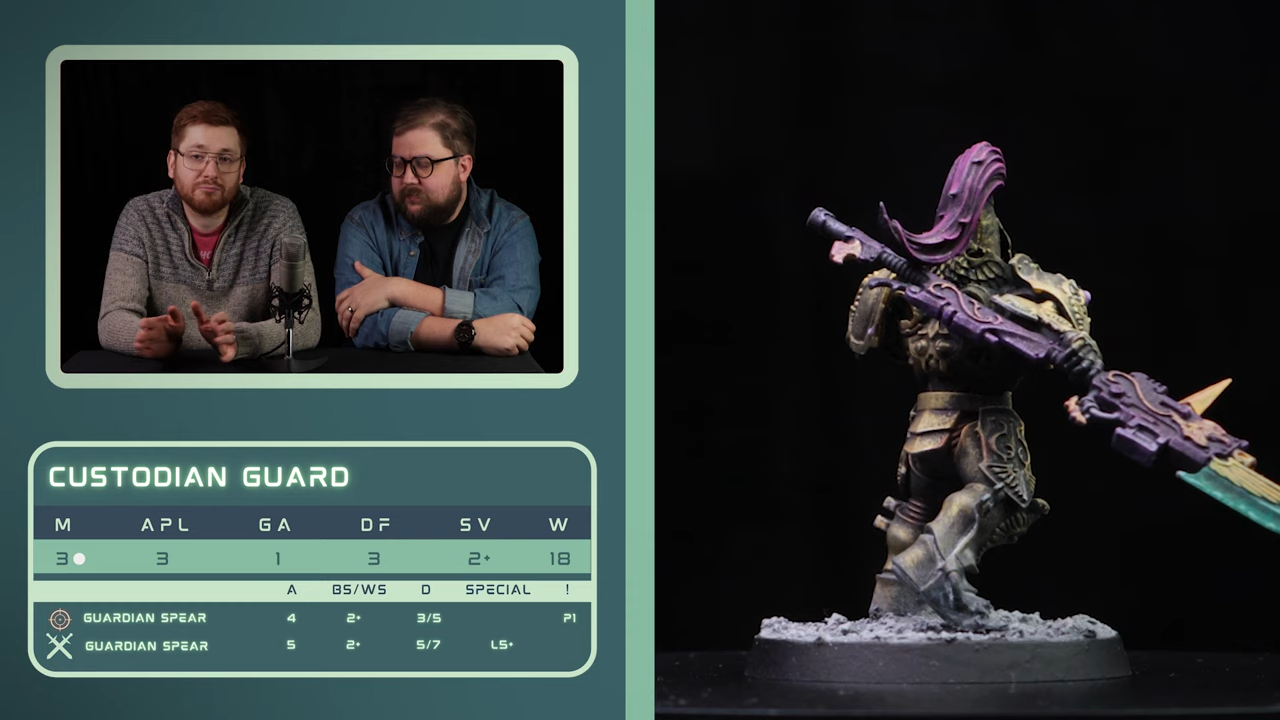 CUSTODIAN GUARD
M APL GA DF SV W
3 3 1 3 2+ 18
A BS/WS D SPECIAL !
GUARDIAN SPEAR 4 2+ 3/5 P1
GUARDIAN SPEAR 5 2+ 5/7 L5+